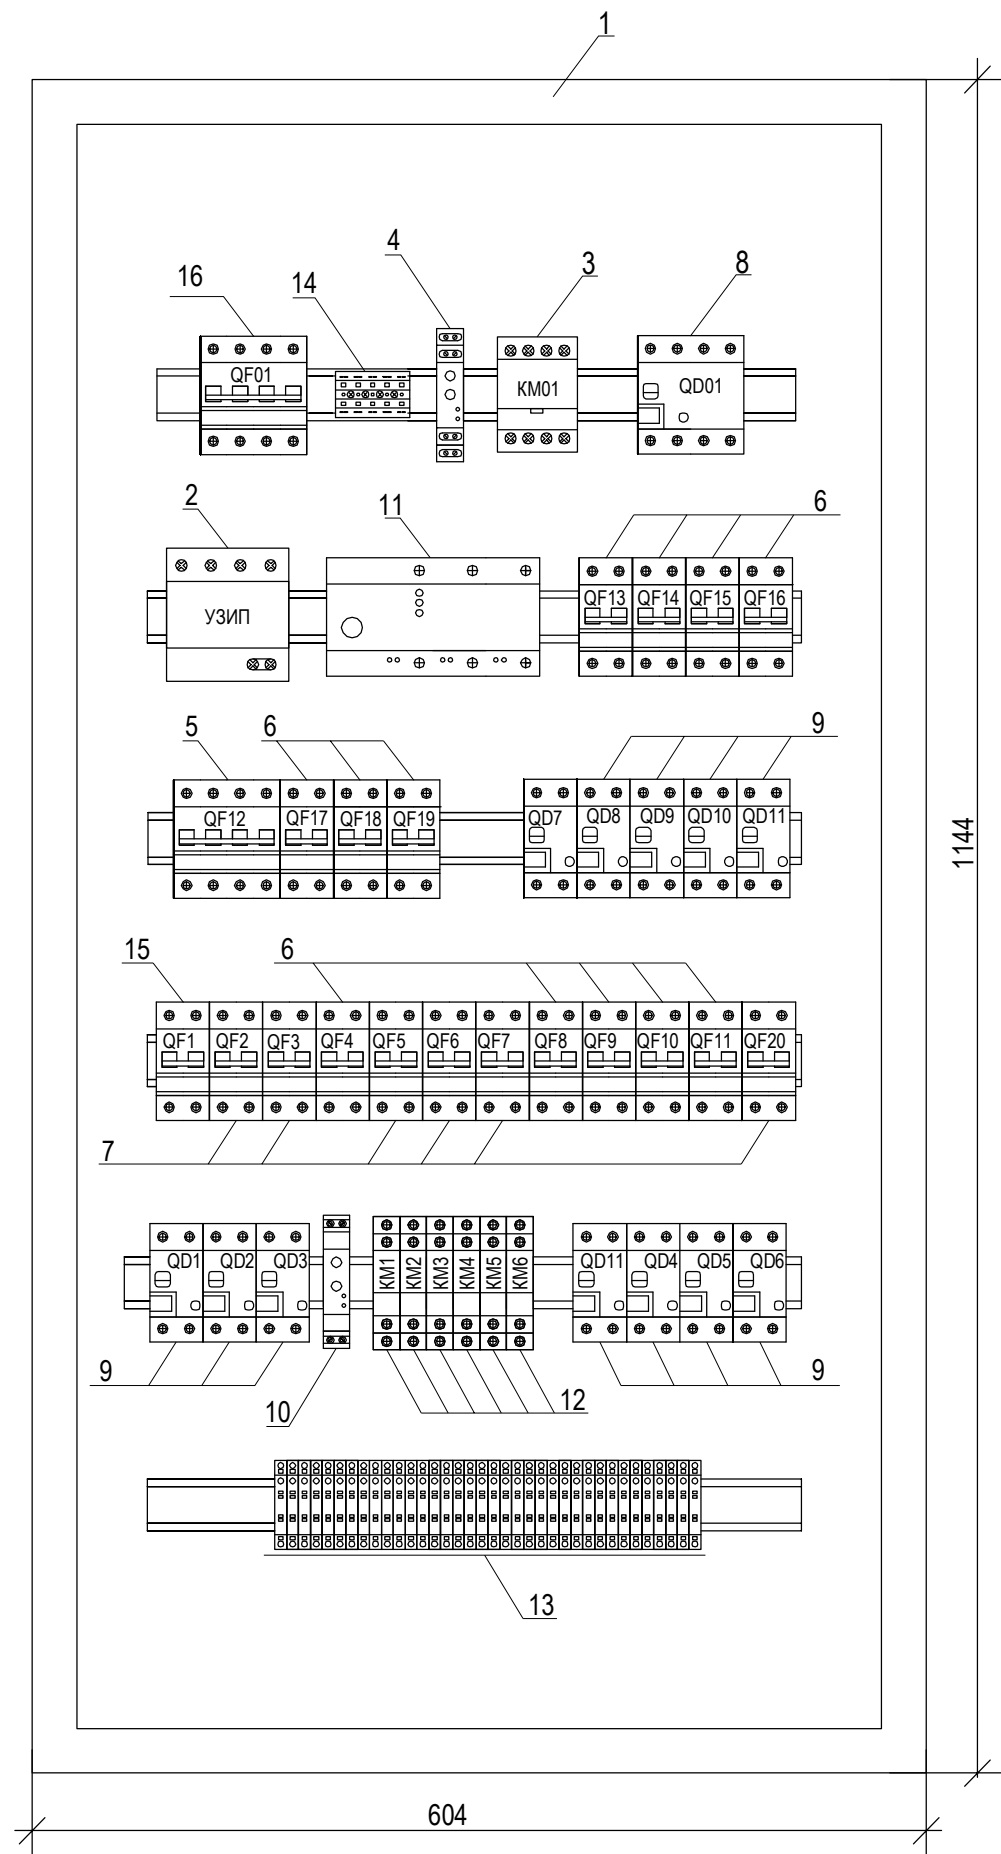 1
4
3
8
16
14
QF01
KM01
QD01
2
11
6
УЗИП
QF13 QF14 QF15 QF16
5
6
9
QF12 QF17 QF18 QF19
QD7 QD8 QD9 QD10 QD11
1144
15
6
QF1 QF2 QF3 QF4 QF5 QF6 QF7 QF8 QF9 QF10 QF11 QF20
7
QD1 QD2 QD3
KM1 KM2 KM3 KM4 KM5 KM6
QD11 QD4 QD5 QD6
9
10
12
9
13
604